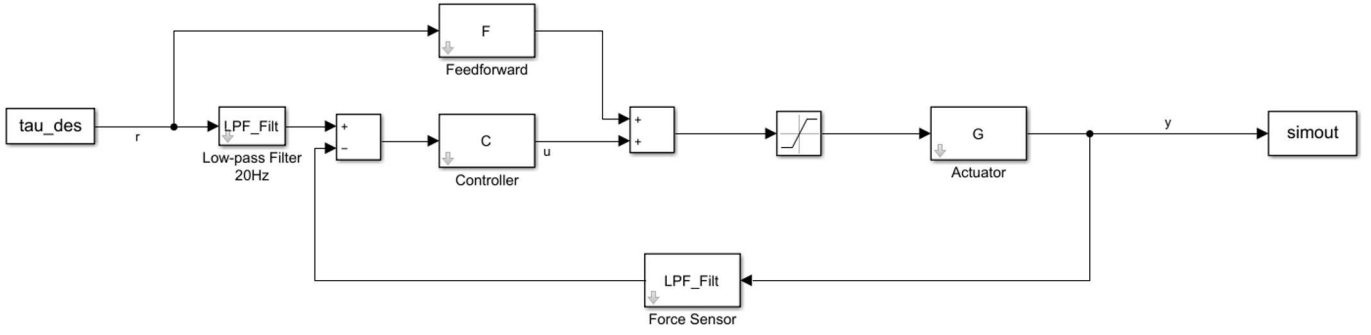 F
Feedforward
tau_des
r
LPF_Filt
Low-pass Filter
20Hz
+
−
C
Controller
u
+
+
G
Actuator
y
simout
LPF_Filt
Force Sensor